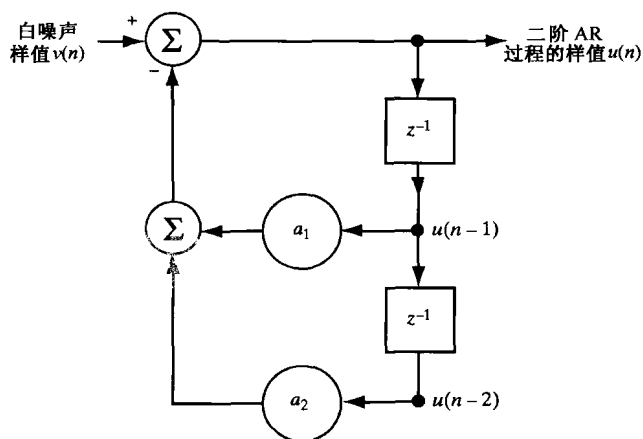 白噪声
样值v(n)
+
Σ
−
二阶 AR
过程的样值u(n)
z⁻¹
Σ
a₁
u(n−1)
z⁻¹
a₂
u(n−2)